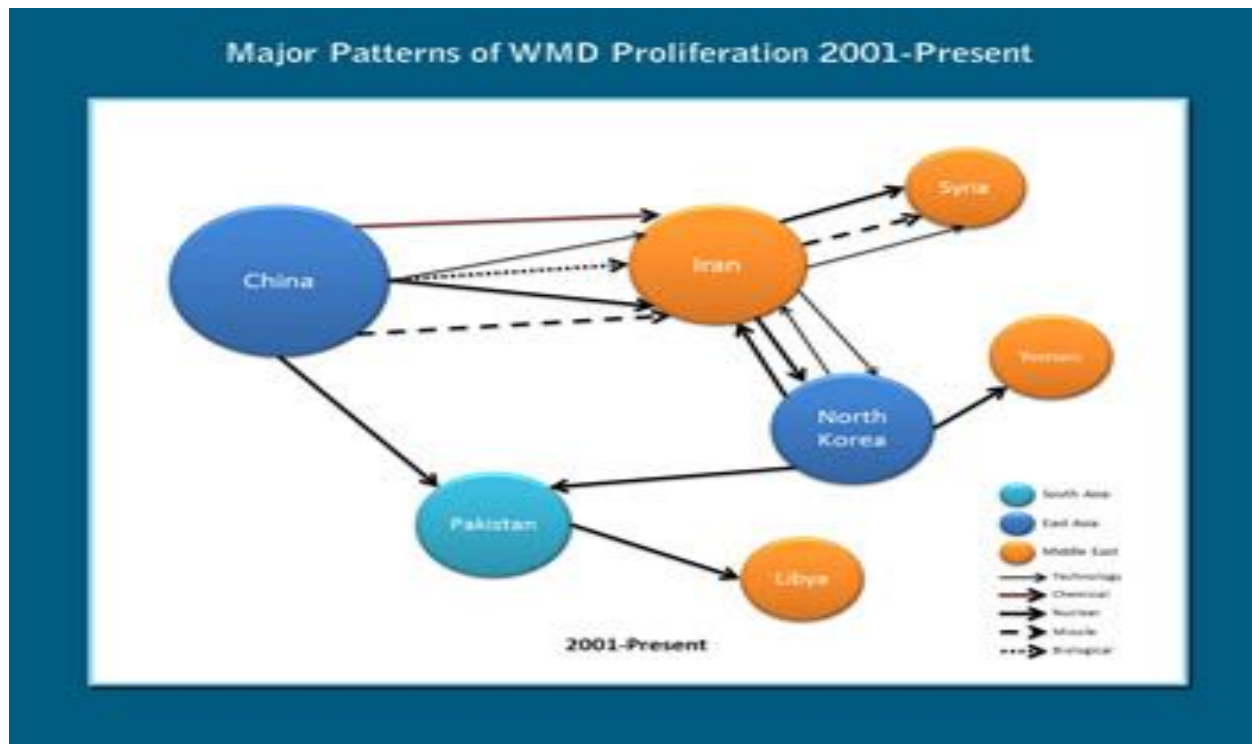 Major Patterns of WMD Proliferation 2001-Present
Syria
China
Iran
Yemen
North
Korea
Pakistan
Libya
South Asia
East Asia
Middle East
Technology
Chemical
Nuclear
Missile
Biological
2001-Present